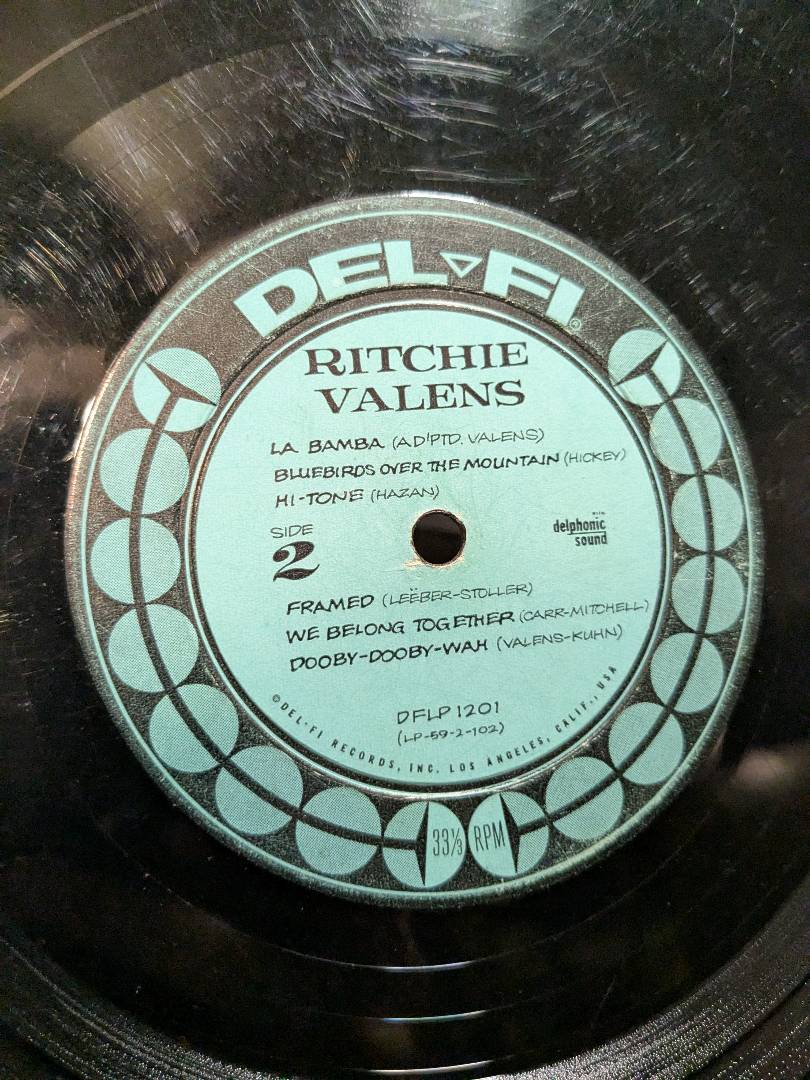 DEL-FI®
RITCHIE
VALENS
LA BAMBA (AD'PTD. VALENS)
BLUEBIRDS OVER THE MOUNTAIN (HICKEY)
HI-TONE (HAZAN)
SIDE
2
delphonic
sound
FRAMED (LEËBER-STOLLER)
WE BELONG TOGETHER (CARR-MITCHELL)
DOOBY-DOOBY-WAH (VALENS-KUHN)
DFLP 1201
(LP-59-2-102)
©DEL-FI RECORDS, INC. LOS ANGELES, CALIF., USA
33⅓ RPM